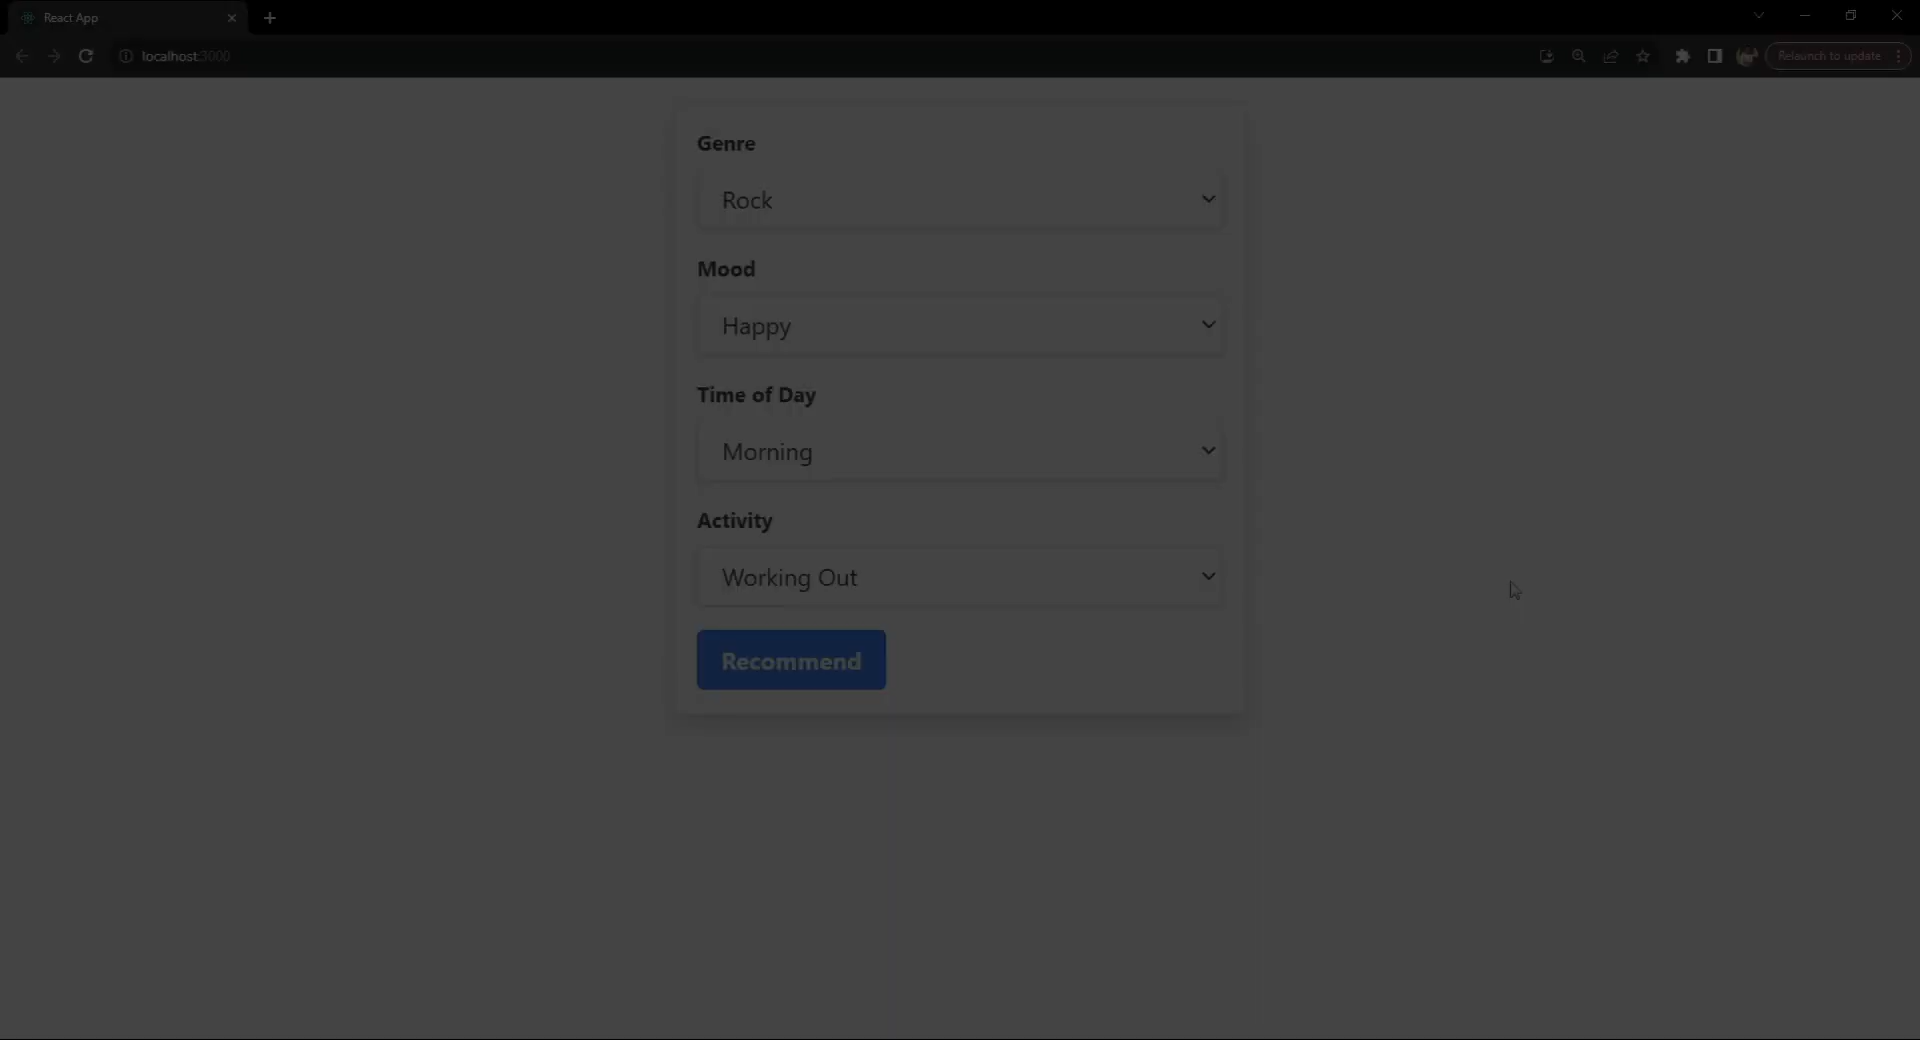 React App
localhost:3000
Relaunch to update
Genre
Rock
Mood
Happy
Time of Day
Morning
Activity
Working Out
Recommend